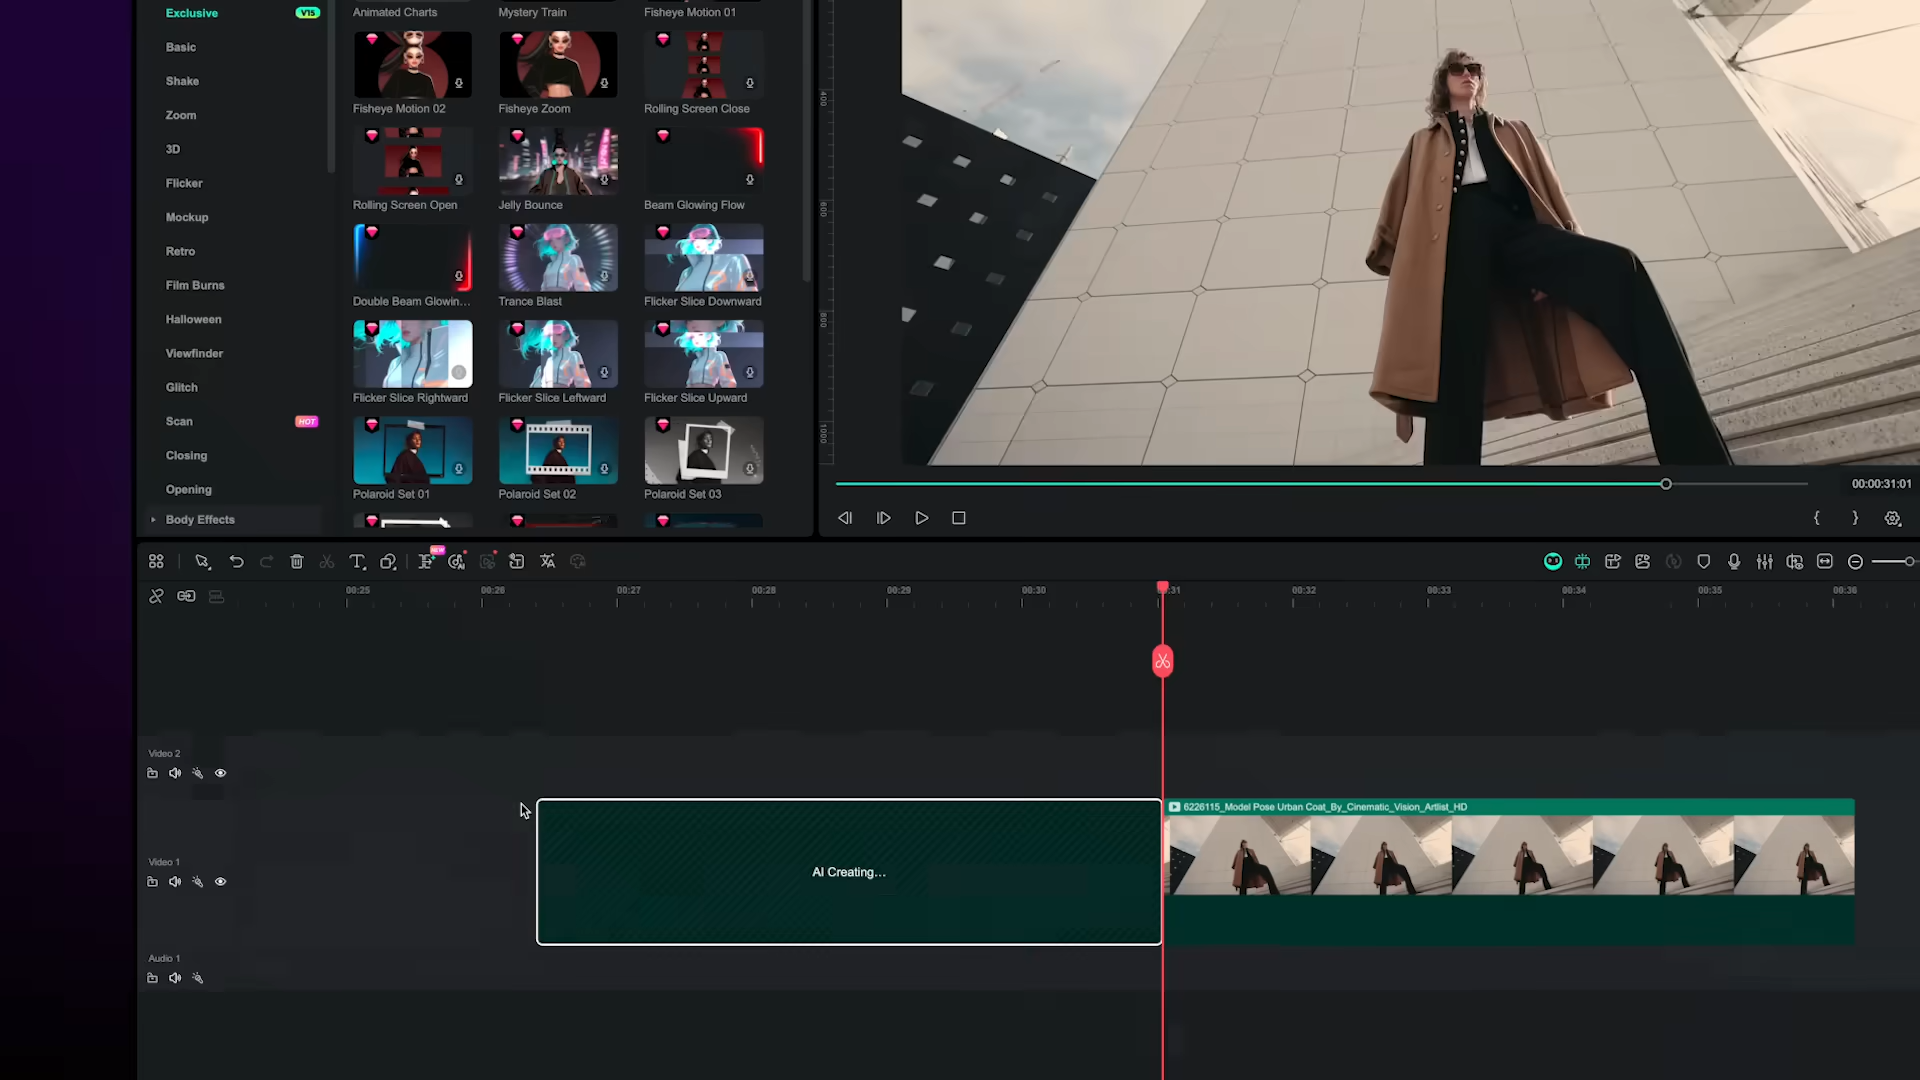 Exclusive V15
Basic
Shake
Zoom
3D
Flicker
Mockup
Retro
Film Burns
Halloween
Viewfinder
Glitch
Scan HOT
Closing
Opening
Body Effects
Animated Charts Mystery Train Fisheye Motion 01
Fisheye Motion 02 Fisheye Zoom Rolling Screen Close
Rolling Screen Open Jelly Bounce Beam Glowing Flow
Double Beam Glowin... Trance Blast Flicker Slice Downward
Flicker Slice Rightward Flicker Slice Leftward Flicker Slice Upward
Polaroid Set 01 Polaroid Set 02 Polaroid Set 03
400
600
800
1000
00:00:31:01
NEW
00:25 00:26 00:27 00:28 00:29 00:30 :31 00:32 00:33 00:34 00:35 00:36
Video 2
6226115_Model Pose Urban Coat_By_Cinematic_Vision_Artlist_HD
Video 1
AI Creating...
Audio 1